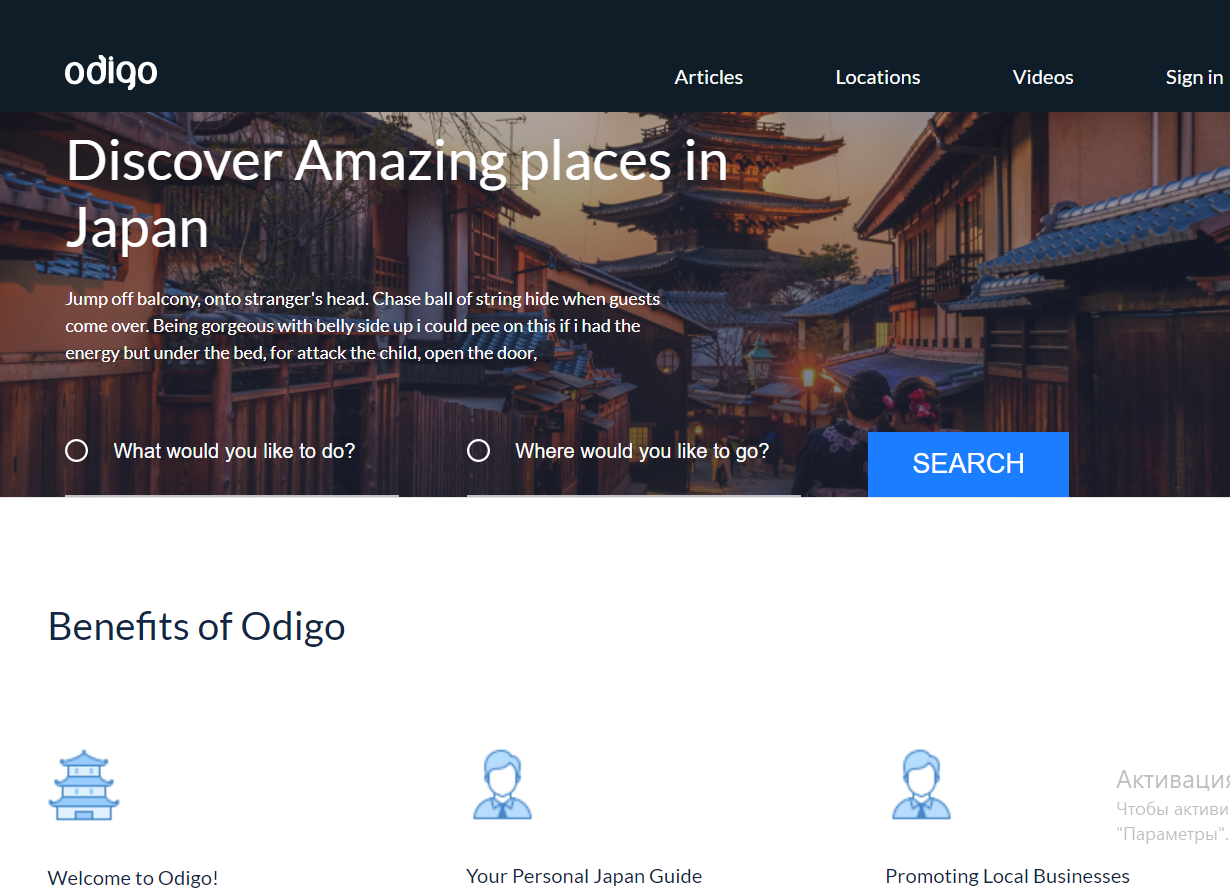 odigo
Articles
Locations
Videos
Sign in
Discover Amazing places in
Japan
Jump off balcony, onto stranger's head. Chase ball of string hide when guests
come over. Being gorgeous with belly side up i could pee on this if i had the
energy but under the bed, for attack the child, open the door,
What would you like to do?
Where would you like to go?
SEARCH
Benefits of Odigo
Welcome to Odigo!
Your Personal Japan Guide
Promoting Local Businesses
Активация
Чтобы активи
"Параметры".